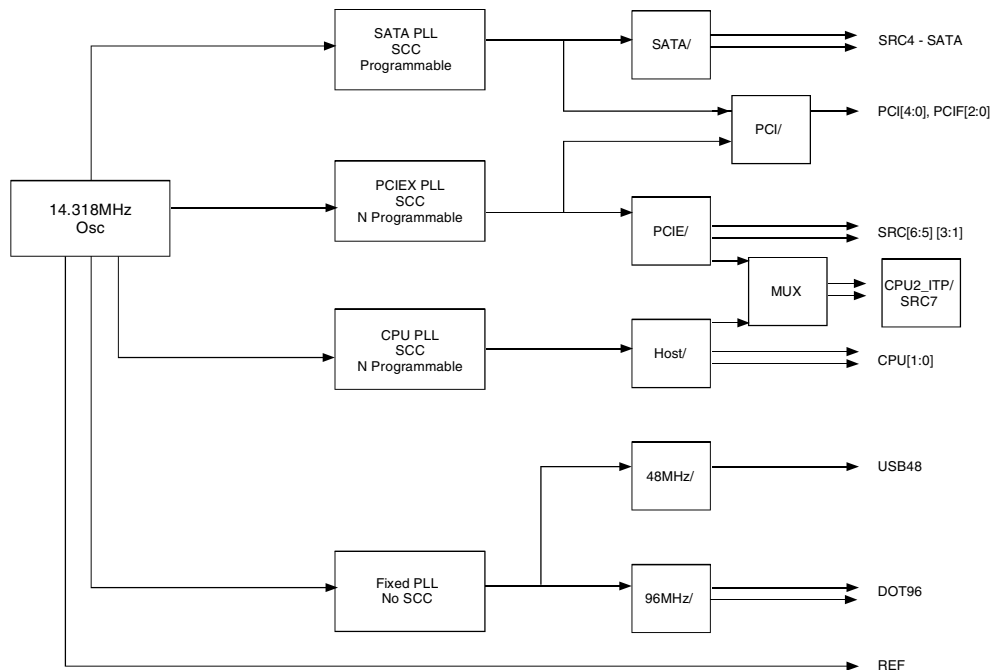 SATA PLL
SCC
Programmable
SATA/
SRC4 - SATA
PCI/
PCI[4:0], PCIF[2:0]
14.318MHz
Osc
PCIEX PLL
SCC
N Programmable
PCIE/
SRC[6:5] [3:1]
MUX
CPU2_ITP/
SRC7
CPU PLL
SCC
N Programmable
Host/
CPU[1:0]
48MHz/
USB48
Fixed PLL
No SCC
96MHz/
DOT96
REF